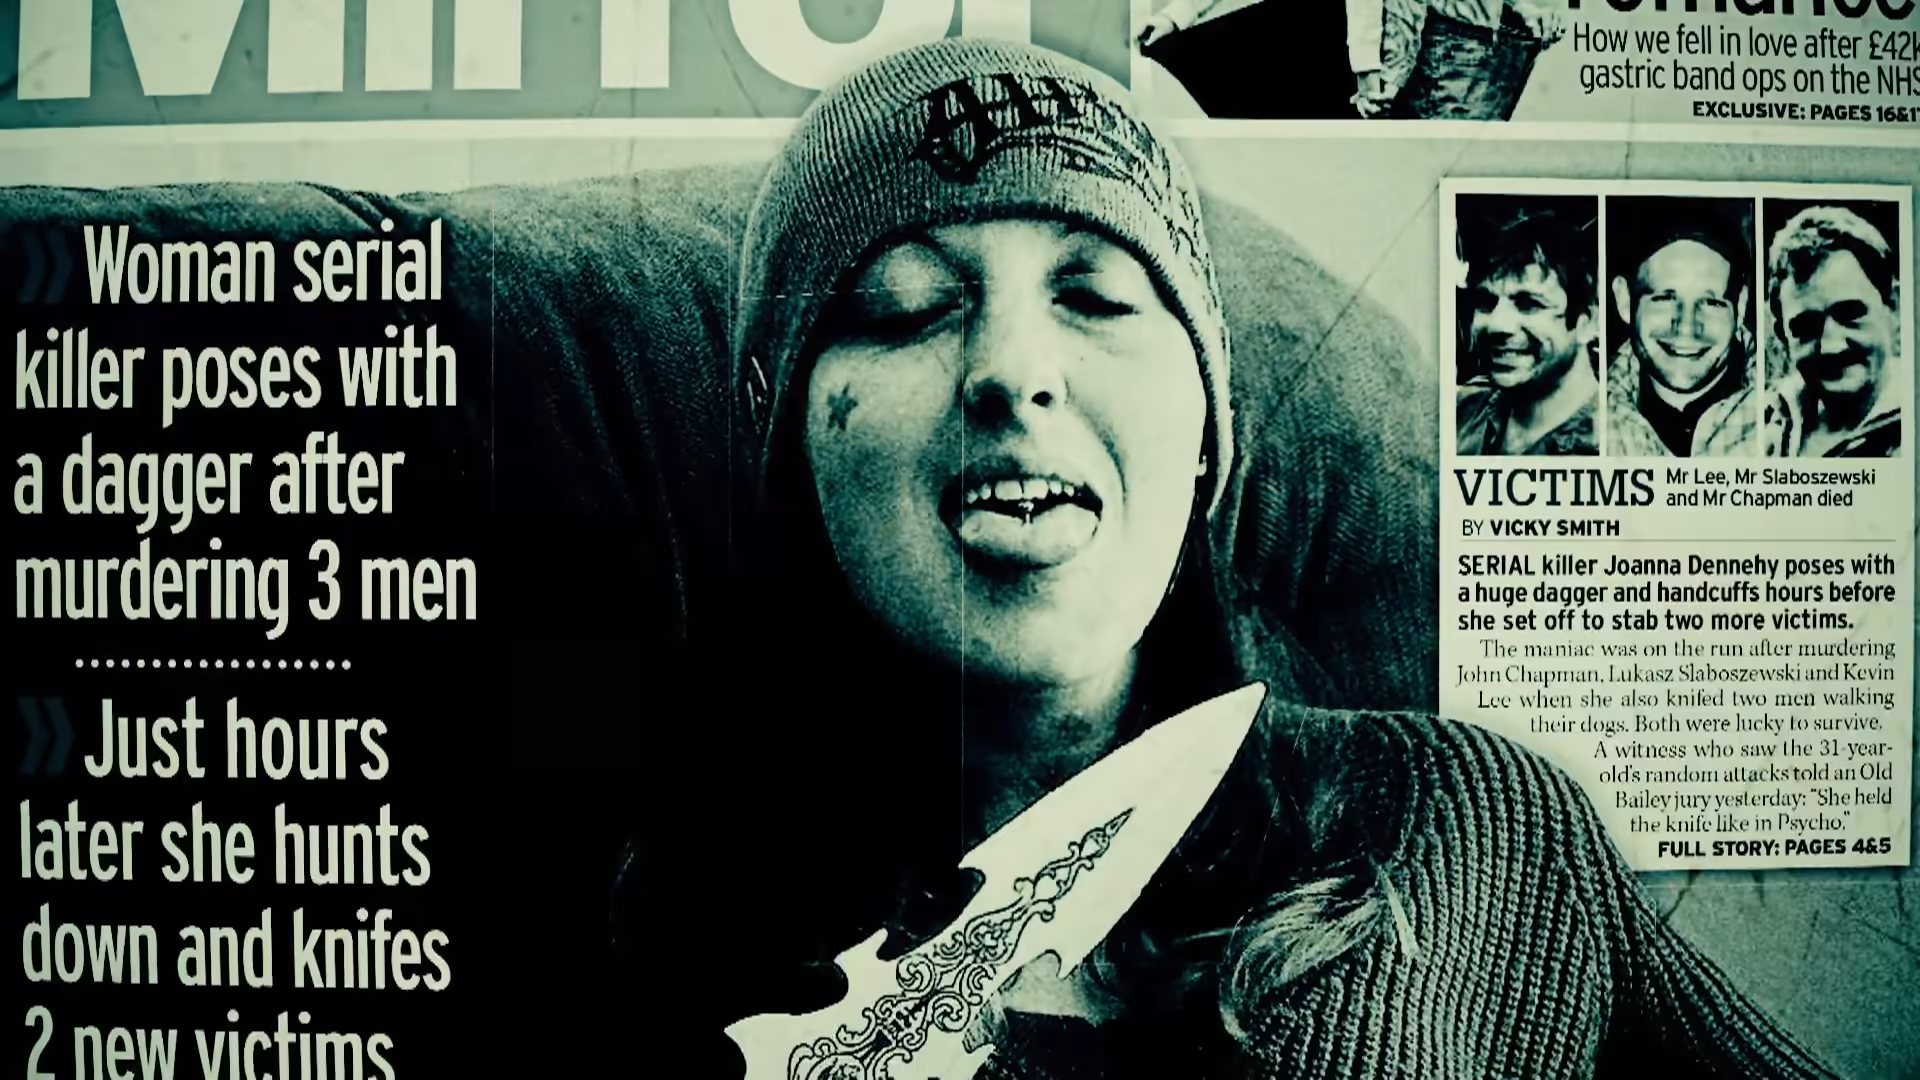 Mirror
romance
How we fell in love after £42k
gastric band ops on the NHS
EXCLUSIVE: PAGES 16&17
» Woman serial
killer poses with
a dagger after
murdering 3 men
» Just hours
later she hunts
down and knifes
2 new victims
VICTIMS Mr Lee, Mr Slaboszewski
and Mr Chapman died
BY VICKY SMITH
SERIAL killer Joanna Dennehy poses with
a huge dagger and handcuffs hours before
she set off to stab two more victims.
The maniac was on the run after murdering
John Chapman, Lukasz Slaboszewski and Kevin
Lee when she also knifed two men walking
their dogs. Both were lucky to survive.
A witness who saw the 31-year-
old's random attacks told an Old
Bailey jury yesterday: "She held
the knife like in Psycho."
FULL STORY: PAGES 4&5